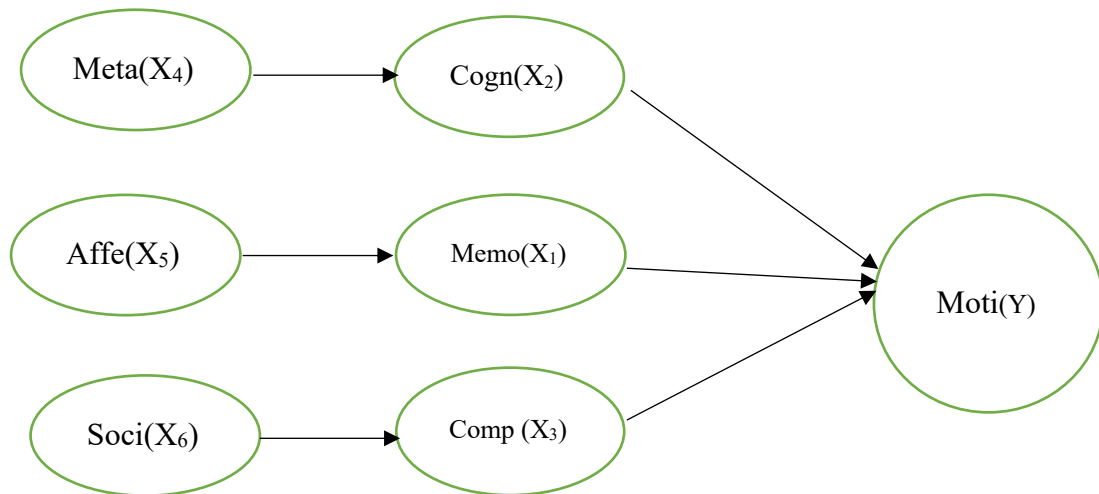 Meta(X₄)
Cogn(X₂)
Affe(X₅)
Memo(X₁)
Moti(Y)
Soci(X₆)
Comp (X₃)